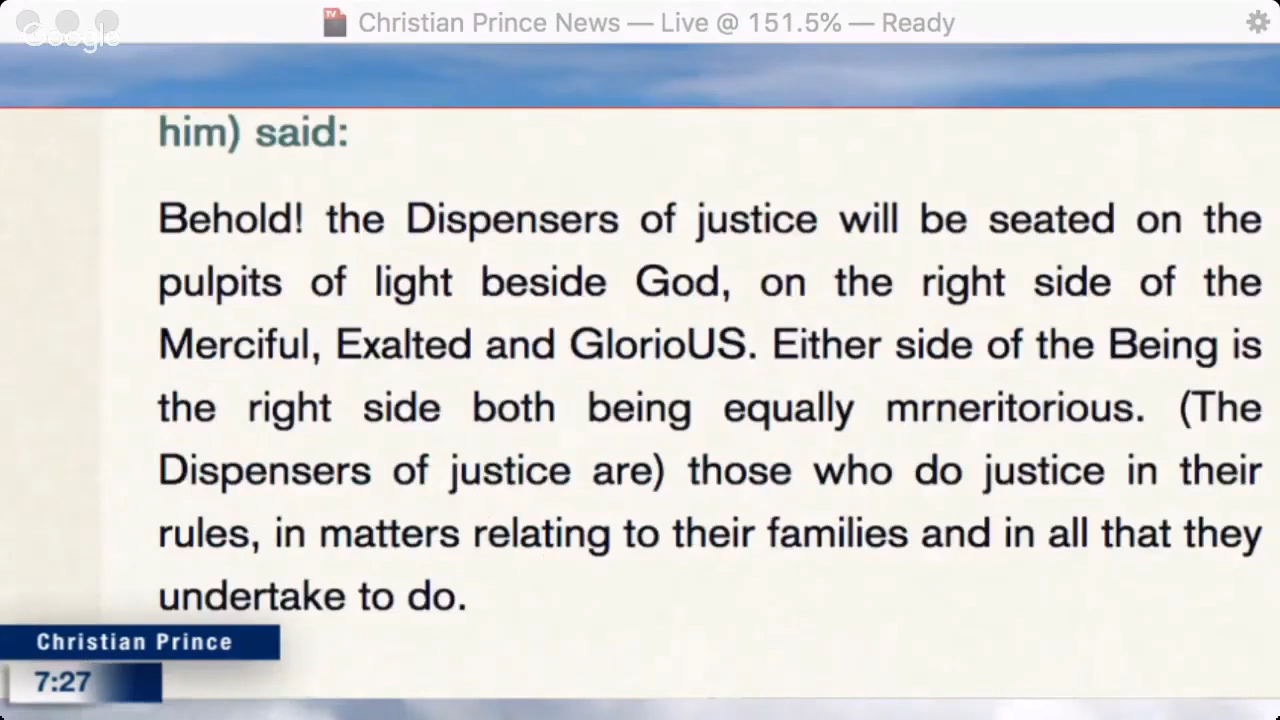 Christian Prince News — Live @ 151.5% — Ready
TV
Google
him) said:
Behold! the Dispensers of justice will be seated on the
pulpits of light beside God, on the right side of the
Merciful, Exalted and GlorioUS. Either side of the Being is
the right side both being equally mrneritorious. (The
Dispensers of justice are) those who do justice in their
rules, in matters relating to their families and in all that they
undertake to do.
Christian Prince
7:27